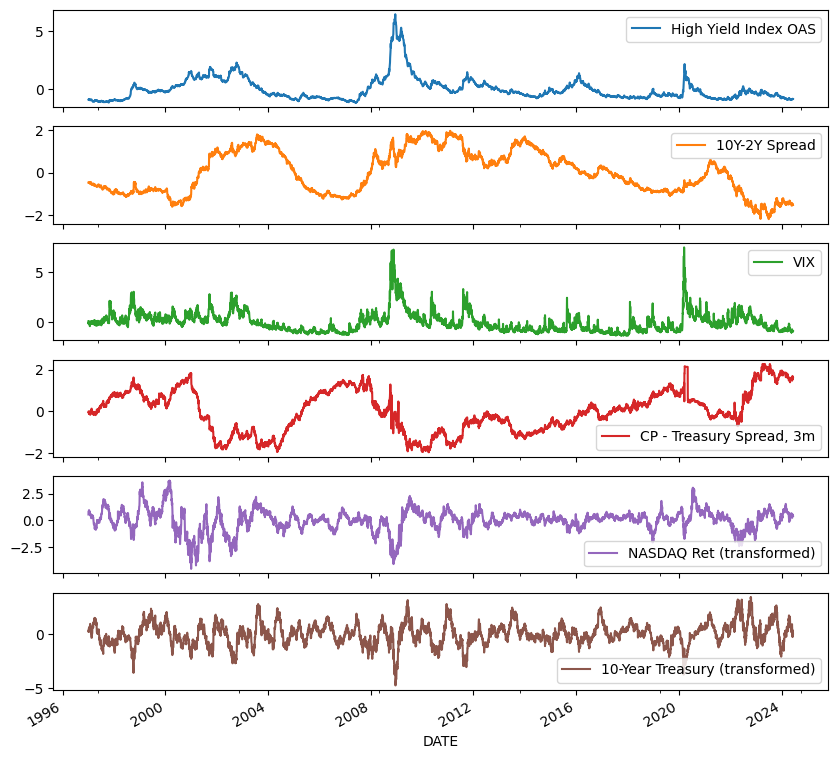 High Yield Index OAS
5
0
10Y-2Y Spread
2
0
−2
VIX
5
0
CP - Treasury Spread, 3m
2
0
−2
NASDAQ Ret (transformed)
2.5
0.0
−2.5
10-Year Treasury (transformed)
0
−5
1996 2000 2004 2008 2012 2016 2020 2024
DATE